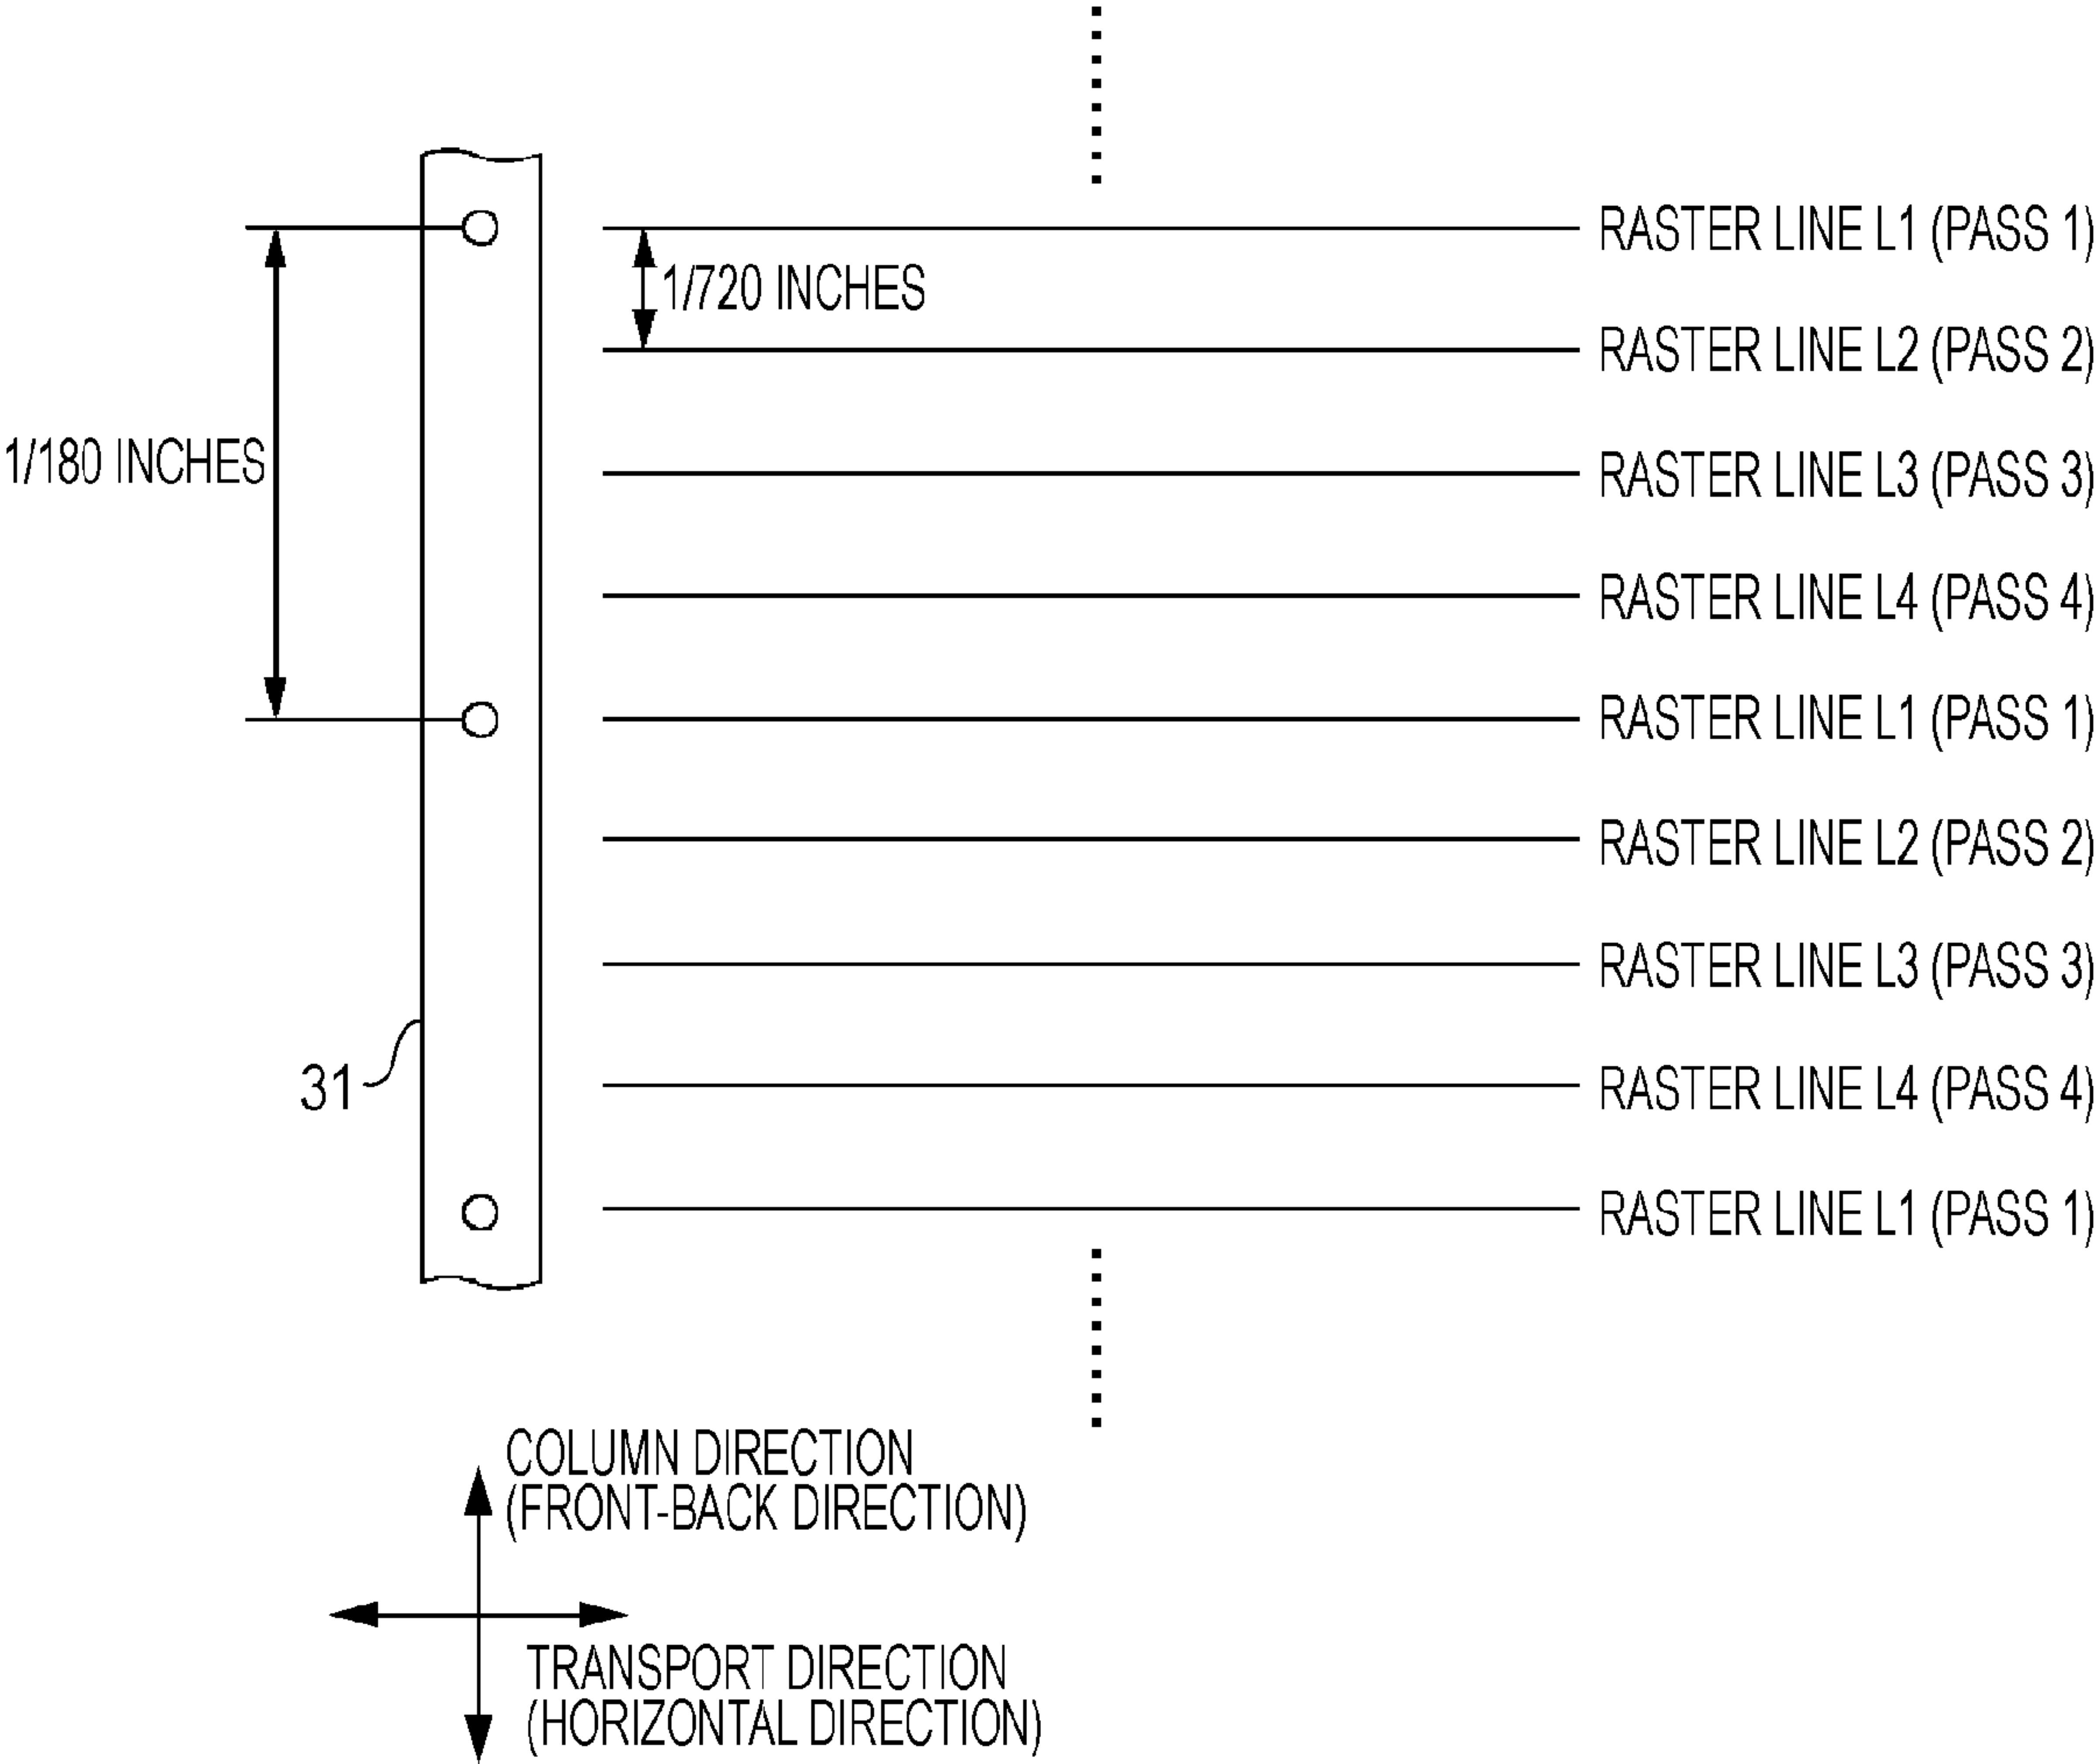 RASTER LINE L1 (PASS 1)
1/720 INCHES
RASTER LINE L2 (PASS 2)
1/180 INCHES
RASTER LINE L3 (PASS 3)
RASTER LINE L4 (PASS 4)
RASTER LINE L1 (PASS 1)
RASTER LINE L2 (PASS 2)
RASTER LINE L3 (PASS 3)
31
RASTER LINE L4 (PASS 4)
RASTER LINE L1 (PASS 1)
COLUMN DIRECTION
(FRONT-BACK DIRECTION)
TRANSPORT DIRECTION
(HORIZONTAL DIRECTION)